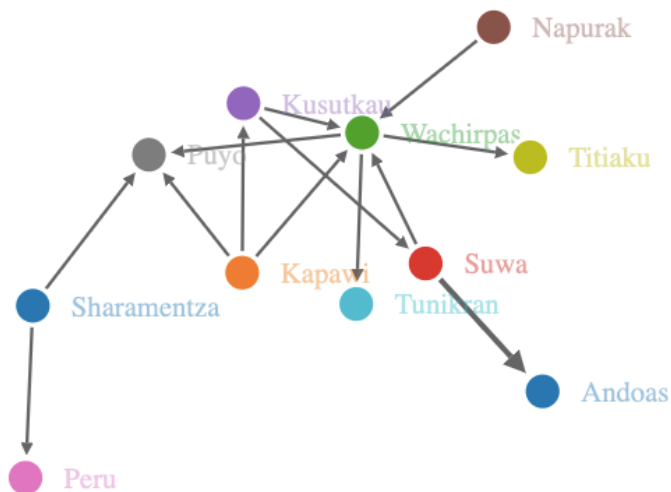 Napurak
Kusutkau
Wachirpas
Puyo
Titiaku
Kapawi
Suwa
Sharamentza
Tunikran
Andoas
Peru